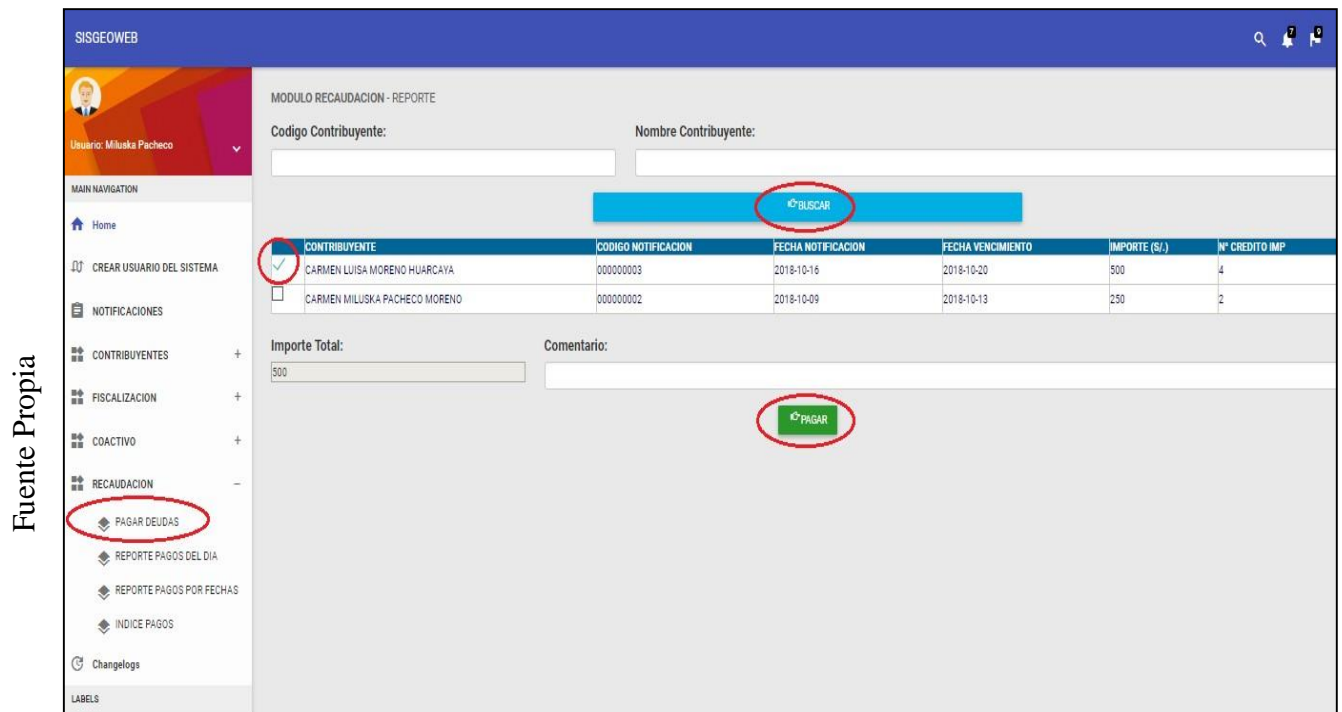 SISGEOWEB
7 9
Usuario: Miluska Pacheco
MAIN NAVIGATION
Home
CREAR USUARIO DEL SISTEMA
NOTIFICACIONES
CONTRIBUYENTES +
FISCALIZACION +
COACTIVO +
RECAUDACION −
PAGAR DEUDAS
REPORTE PAGOS DEL DIA
REPORTE PAGOS POR FECHAS
INDICE PAGOS
Changelogs
LABELS
MODULO RECAUDACION - REPORTE
Codigo Contribuyente: Nombre Contribuyente:
BUSCAR
CONTRIBUYENTE CODIGO NOTIFICACION FECHA NOTIFICACION FECHA VENCIMIENTO IMPORTE (S/.) N° CREDITO IMP
CARMEN LUISA MORENO HUARCAYA 000000003 2018-10-16 2018-10-20 500 4
CARMEN MILUSKA PACHECO MORENO 000000002 2018-10-09 2018-10-13 250 2
Importe Total: Comentario:
500
PAGAR
Fuente Propia